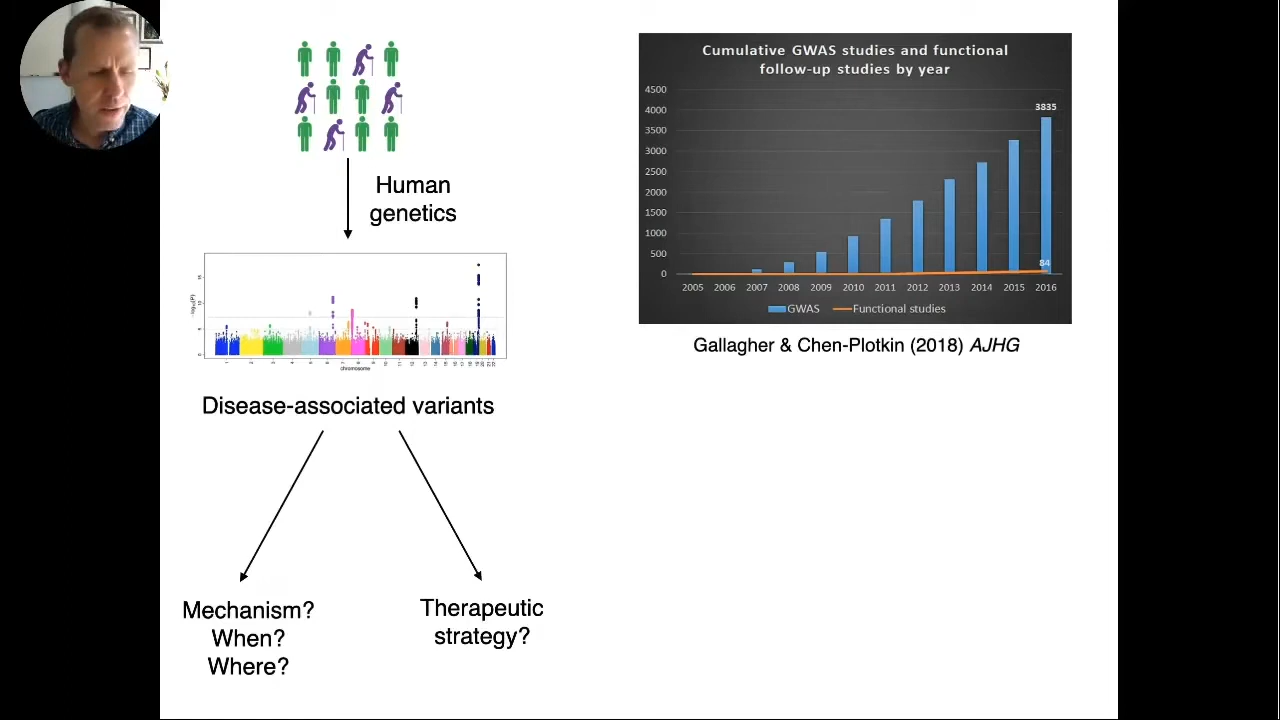 Human
genetics
-log10(P)
chromosome
Disease-associated variants
Mechanism?
When?
Where?
Therapeutic
strategy?
Cumulative GWAS studies and functional
follow-up studies by year
4500
4000
3500
3000
2500
2000
1500
1000
500
0
3835
84
2005 2006 2007 2008 2009 2010 2011 2012 2013 2014 2015 2016
GWAS Functional studies
Gallagher & Chen-Plotkin (2018) AJHG